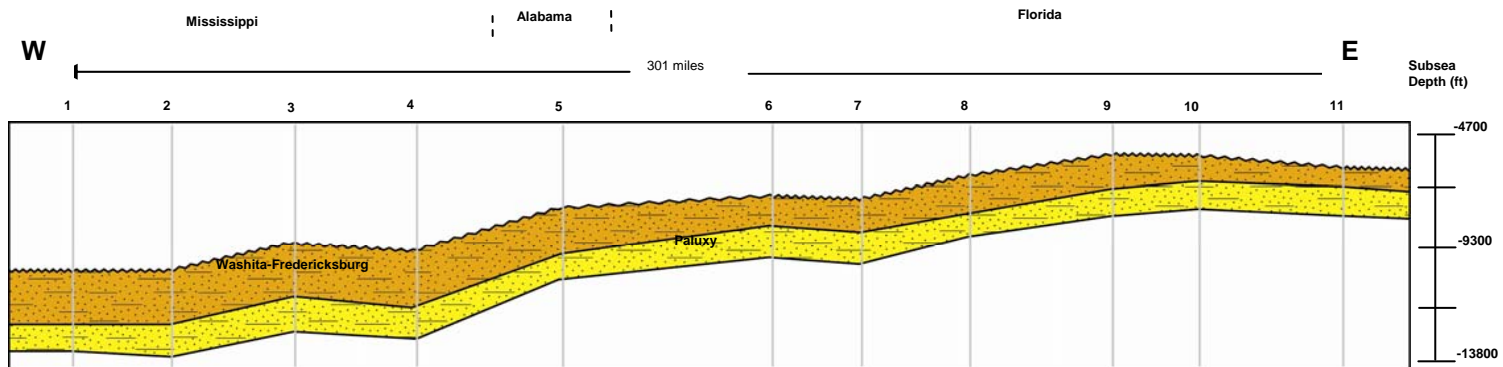 Mississippi Alabama Florida
W E
301 miles
Subsea
Depth (ft)
1 2 3 4 5 6 7 8 9 10 11
-4700
Paluxy
-9300
Washita-Fredericksburg
-13800